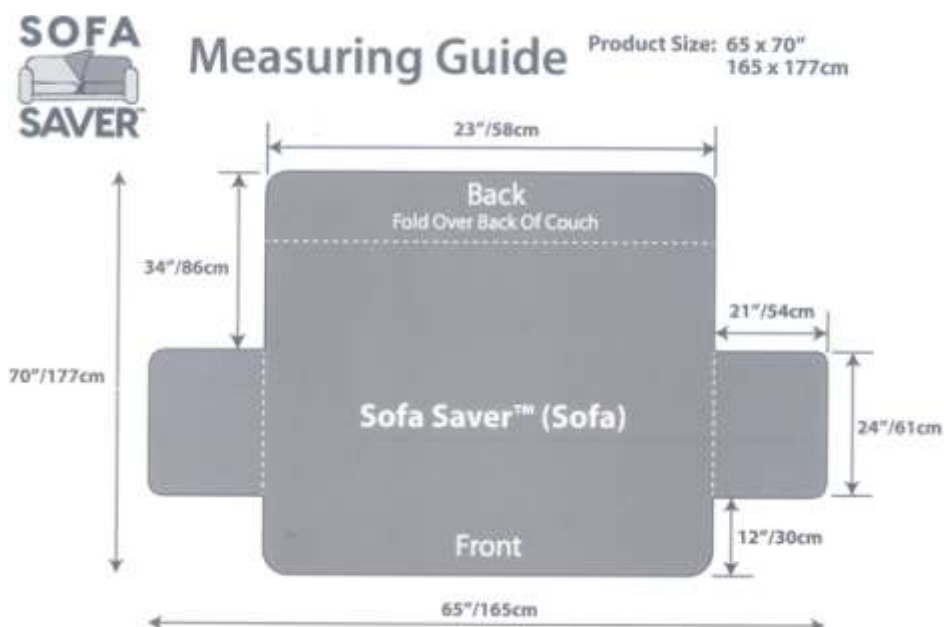 SOFA
SAVER™
Measuring Guide
Product Size: 65 x 70"
165 x 177cm
23"/58cm
Back
Fold Over Back Of Couch
34"/86cm
21"/54cm
70"/177cm
Sofa Saver™ (Sofa)
24"/61cm
Front
12"/30cm
65"/165cm